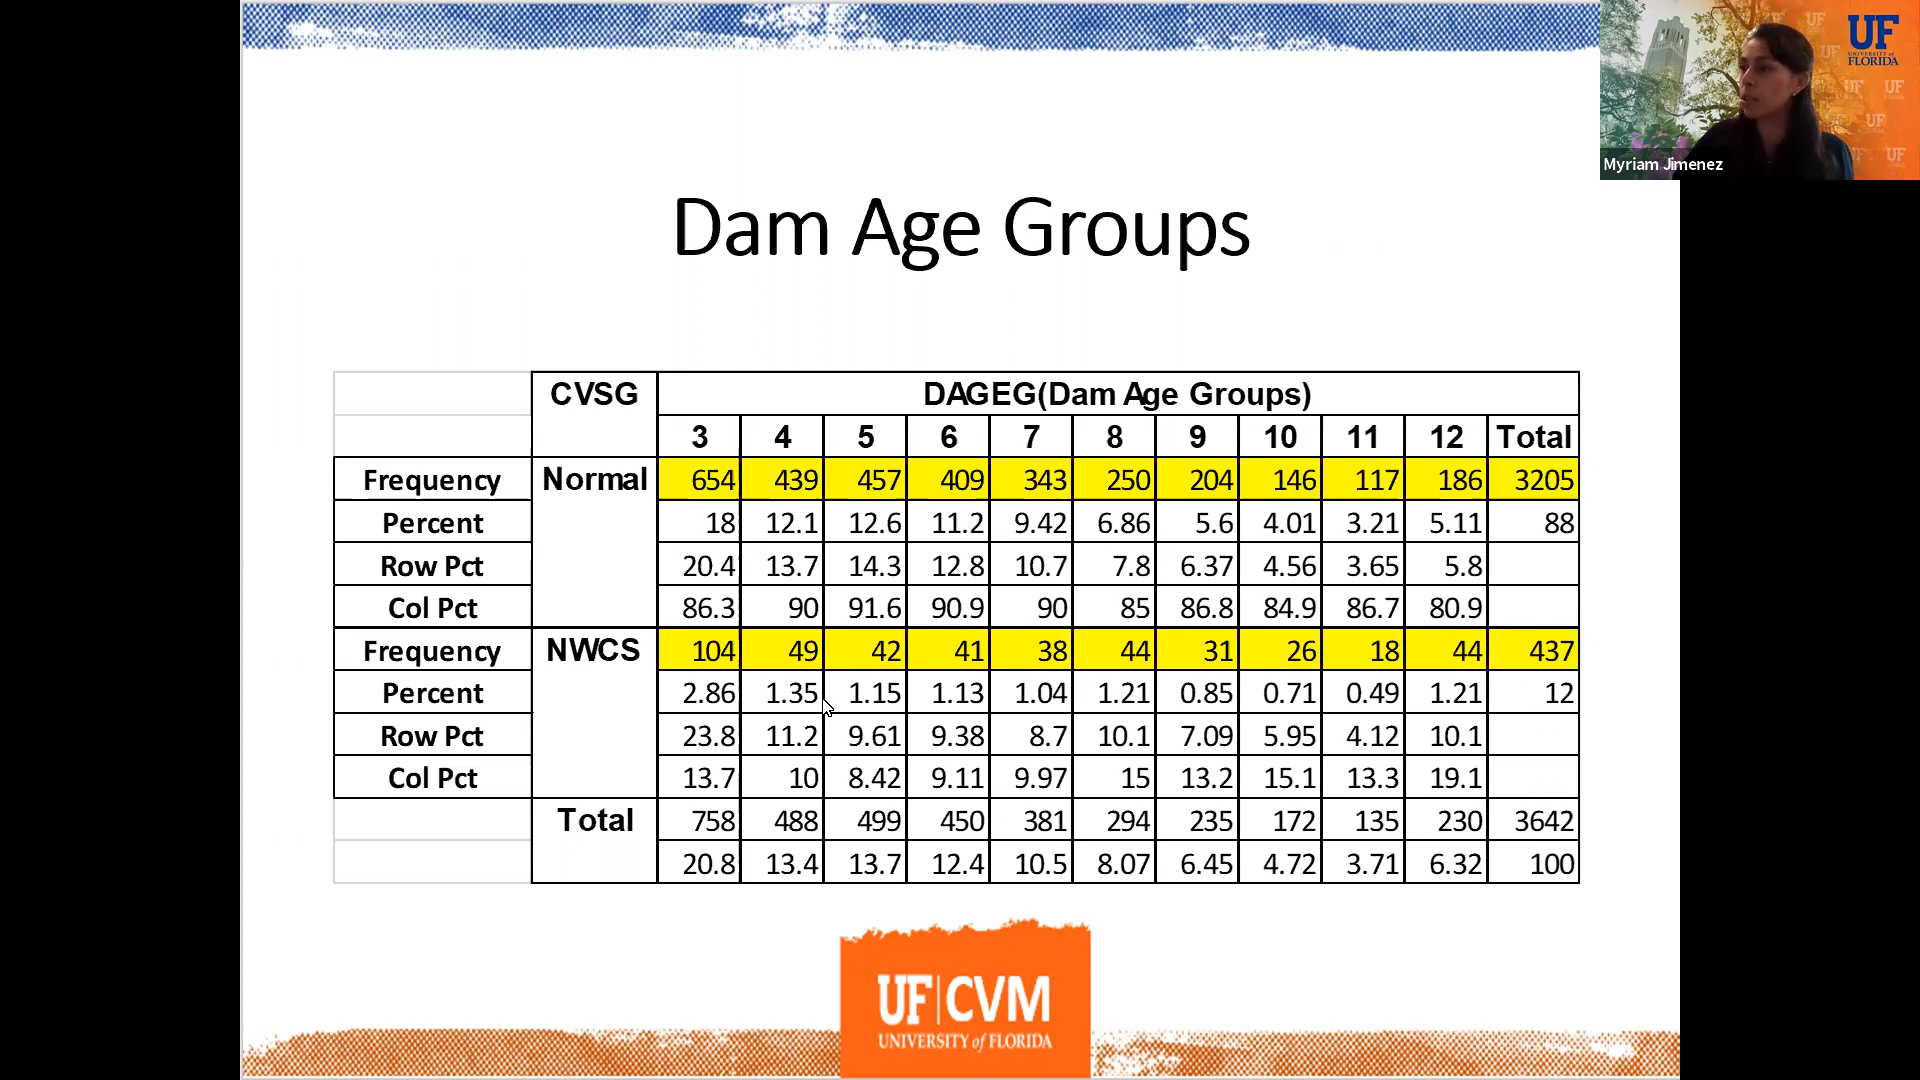 UF
UNIVERSITY of
FLORIDA
Myriam Jimenez
Dam Age Groups
CVSG DAGEG(Dam Age Groups)
3 4 5 6 7 8 9 10 11 12 Total
Frequency Normal 654 439 457 409 343 250 204 146 117 186 3205
Percent 18 12.1 12.6 11.2 9.42 6.86 5.6 4.01 3.21 5.11 88
Row Pct 20.4 13.7 14.3 12.8 10.7 7.8 6.37 4.56 3.65 5.8
Col Pct 86.3 90 91.6 90.9 90 85 86.8 84.9 86.7 80.9
Frequency NWCS 104 49 42 41 38 44 31 26 18 44 437
Percent 2.86 1.35 1.15 1.13 1.04 1.21 0.85 0.71 0.49 1.21 12
Row Pct 23.8 11.2 9.61 9.38 8.7 10.1 7.09 5.95 4.12 10.1
Col Pct 13.7 10 8.42 9.11 9.97 15 13.2 15.1 13.3 19.1
Total 758 488 499 450 381 294 235 172 135 230 3642
20.8 13.4 13.7 12.4 10.5 8.07 6.45 4.72 3.71 6.32 100
UF|CVM
UNIVERSITY of FLORIDA